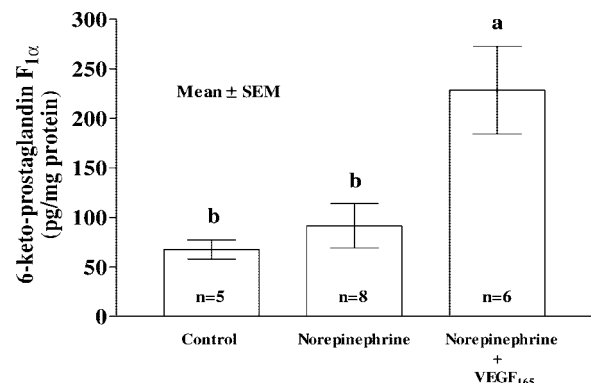 6-keto-prostaglandin F1α
(pg/mg protein)
300
250
200
150
100
50
0
Mean ± SEM
b
b
a
n=5
n=8
n=6
Control
Norepinephrine
Norepinephrine
+
VEGF165